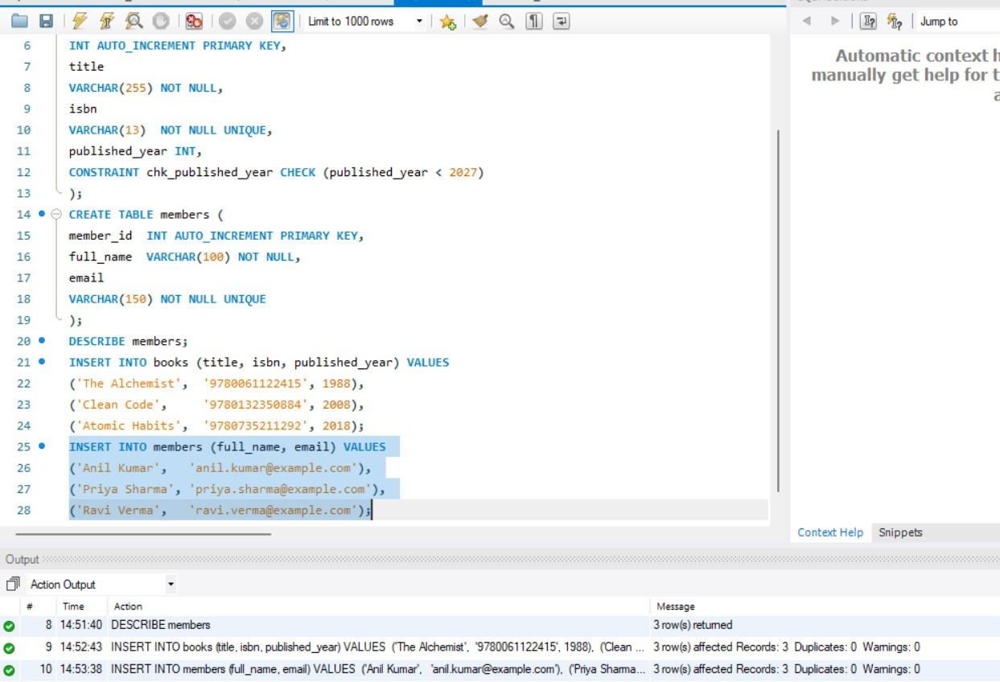 Limit to 1000 rows
Jump to
Automatic context h
manually get help for t
a
6 INT AUTO_INCREMENT PRIMARY KEY,
7 title
8 VARCHAR(255) NOT NULL,
9 isbn
10 VARCHAR(13)  NOT NULL UNIQUE,
11 published_year INT,
12 CONSTRAINT chk_published_year CHECK (published_year < 2027)
13 );
14 CREATE TABLE members (
15 member_id  INT AUTO_INCREMENT PRIMARY KEY,
16 full_name  VARCHAR(100) NOT NULL,
17 email
18 VARCHAR(150) NOT NULL UNIQUE
19 );
20 DESCRIBE members;
21 INSERT INTO books (title, isbn, published_year) VALUES
22 ('The Alchemist',  '9780061122415', 1988),
23 ('Clean Code',     '9780132350884', 2008),
24 ('Atomic Habits',  '9780735211292', 2018);
25 INSERT INTO members (full_name, email) VALUES
26 ('Anil Kumar',   'anil.kumar@example.com'),
27 ('Priya Sharma', 'priya.sharma@example.com'),
28 ('Ravi Verma',   'ravi.verma@example.com');
Context Help Snippets
Output
Action Output
# Time Action Message
8 14:51:40 DESCRIBE members 3 row(s) returned
9 14:52:43 INSERT INTO books (title, isbn, published_year) VALUES  ('The Alchemist',  '9780061122415', 1988),  ('Clean ... 3 row(s) affected Records: 3  Duplicates: 0  Warnings: 0
10 14:53:38 INSERT INTO members (full_name, email) VALUES  ('Anil Kumar',   'anil.kumar@example.com'),  ('Priya Sharma... 3 row(s) affected Records: 3  Duplicates: 0  Warnings: 0